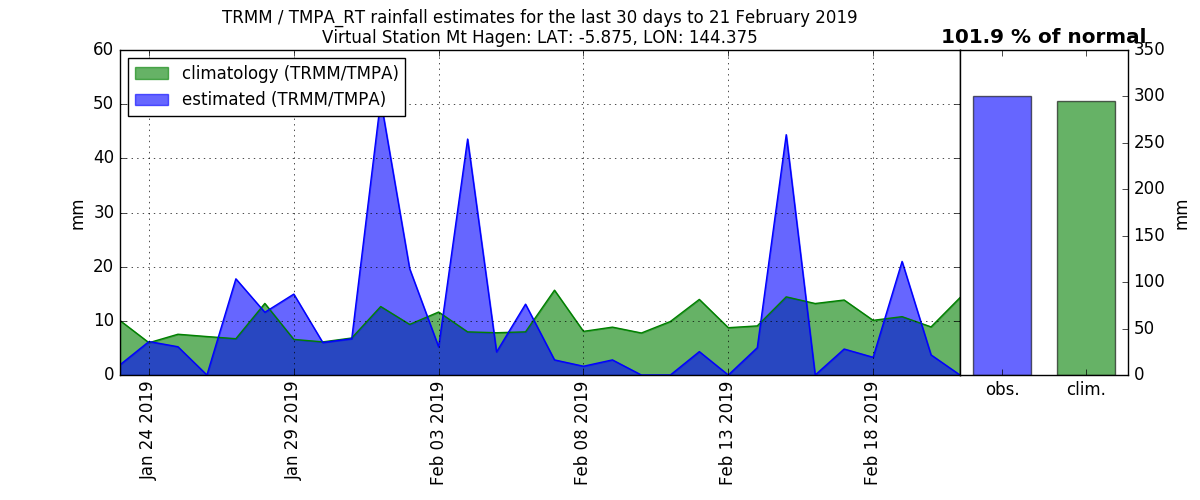 TRMM / TMPA_RT rainfall estimates for the last 30 days to 21 February 2019
Virtual Station Mt Hagen: LAT: -5.875, LON: 144.375
101.9 % of normal
climatology (TRMM/TMPA)
estimated (TRMM/TMPA)
60
50
40
30
20
10
0
mm
350
300
250
200
150
100
50
0
mm
Jan 24 2019
Jan 29 2019
Feb 03 2019
Feb 08 2019
Feb 13 2019
Feb 18 2019
obs.
clim.